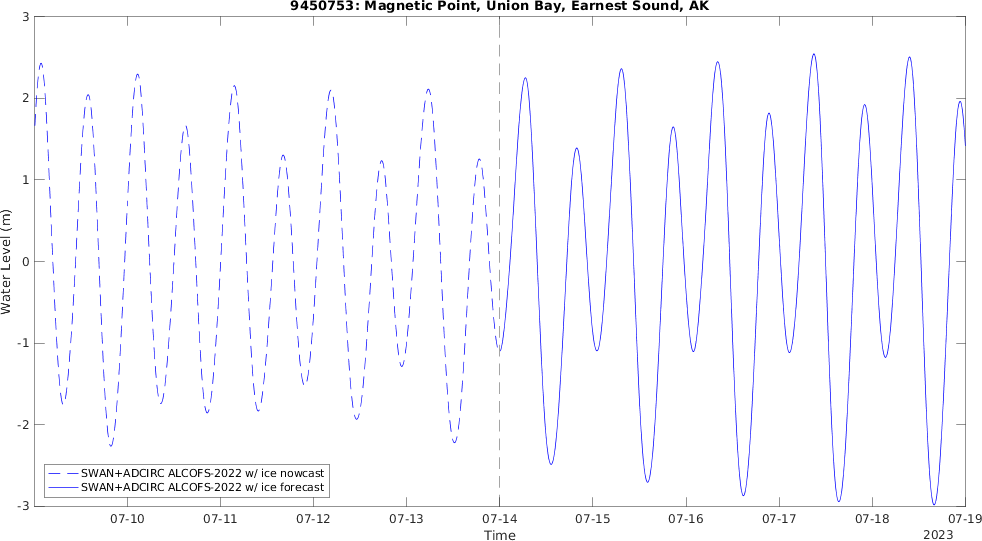 9450753: Magnetic Point, Union Bay, Earnest Sound, AK
3
2
1
0
-1
-2
-3
Water Level (m)
SWAN+ADCIRC ALCOFS-2022 w/ ice nowcast
SWAN+ADCIRC ALCOFS-2022 w/ ice forecast
07-10 07-11 07-12 07-13 07-14 07-15 07-16 07-17 07-18 07-19
Time
2023